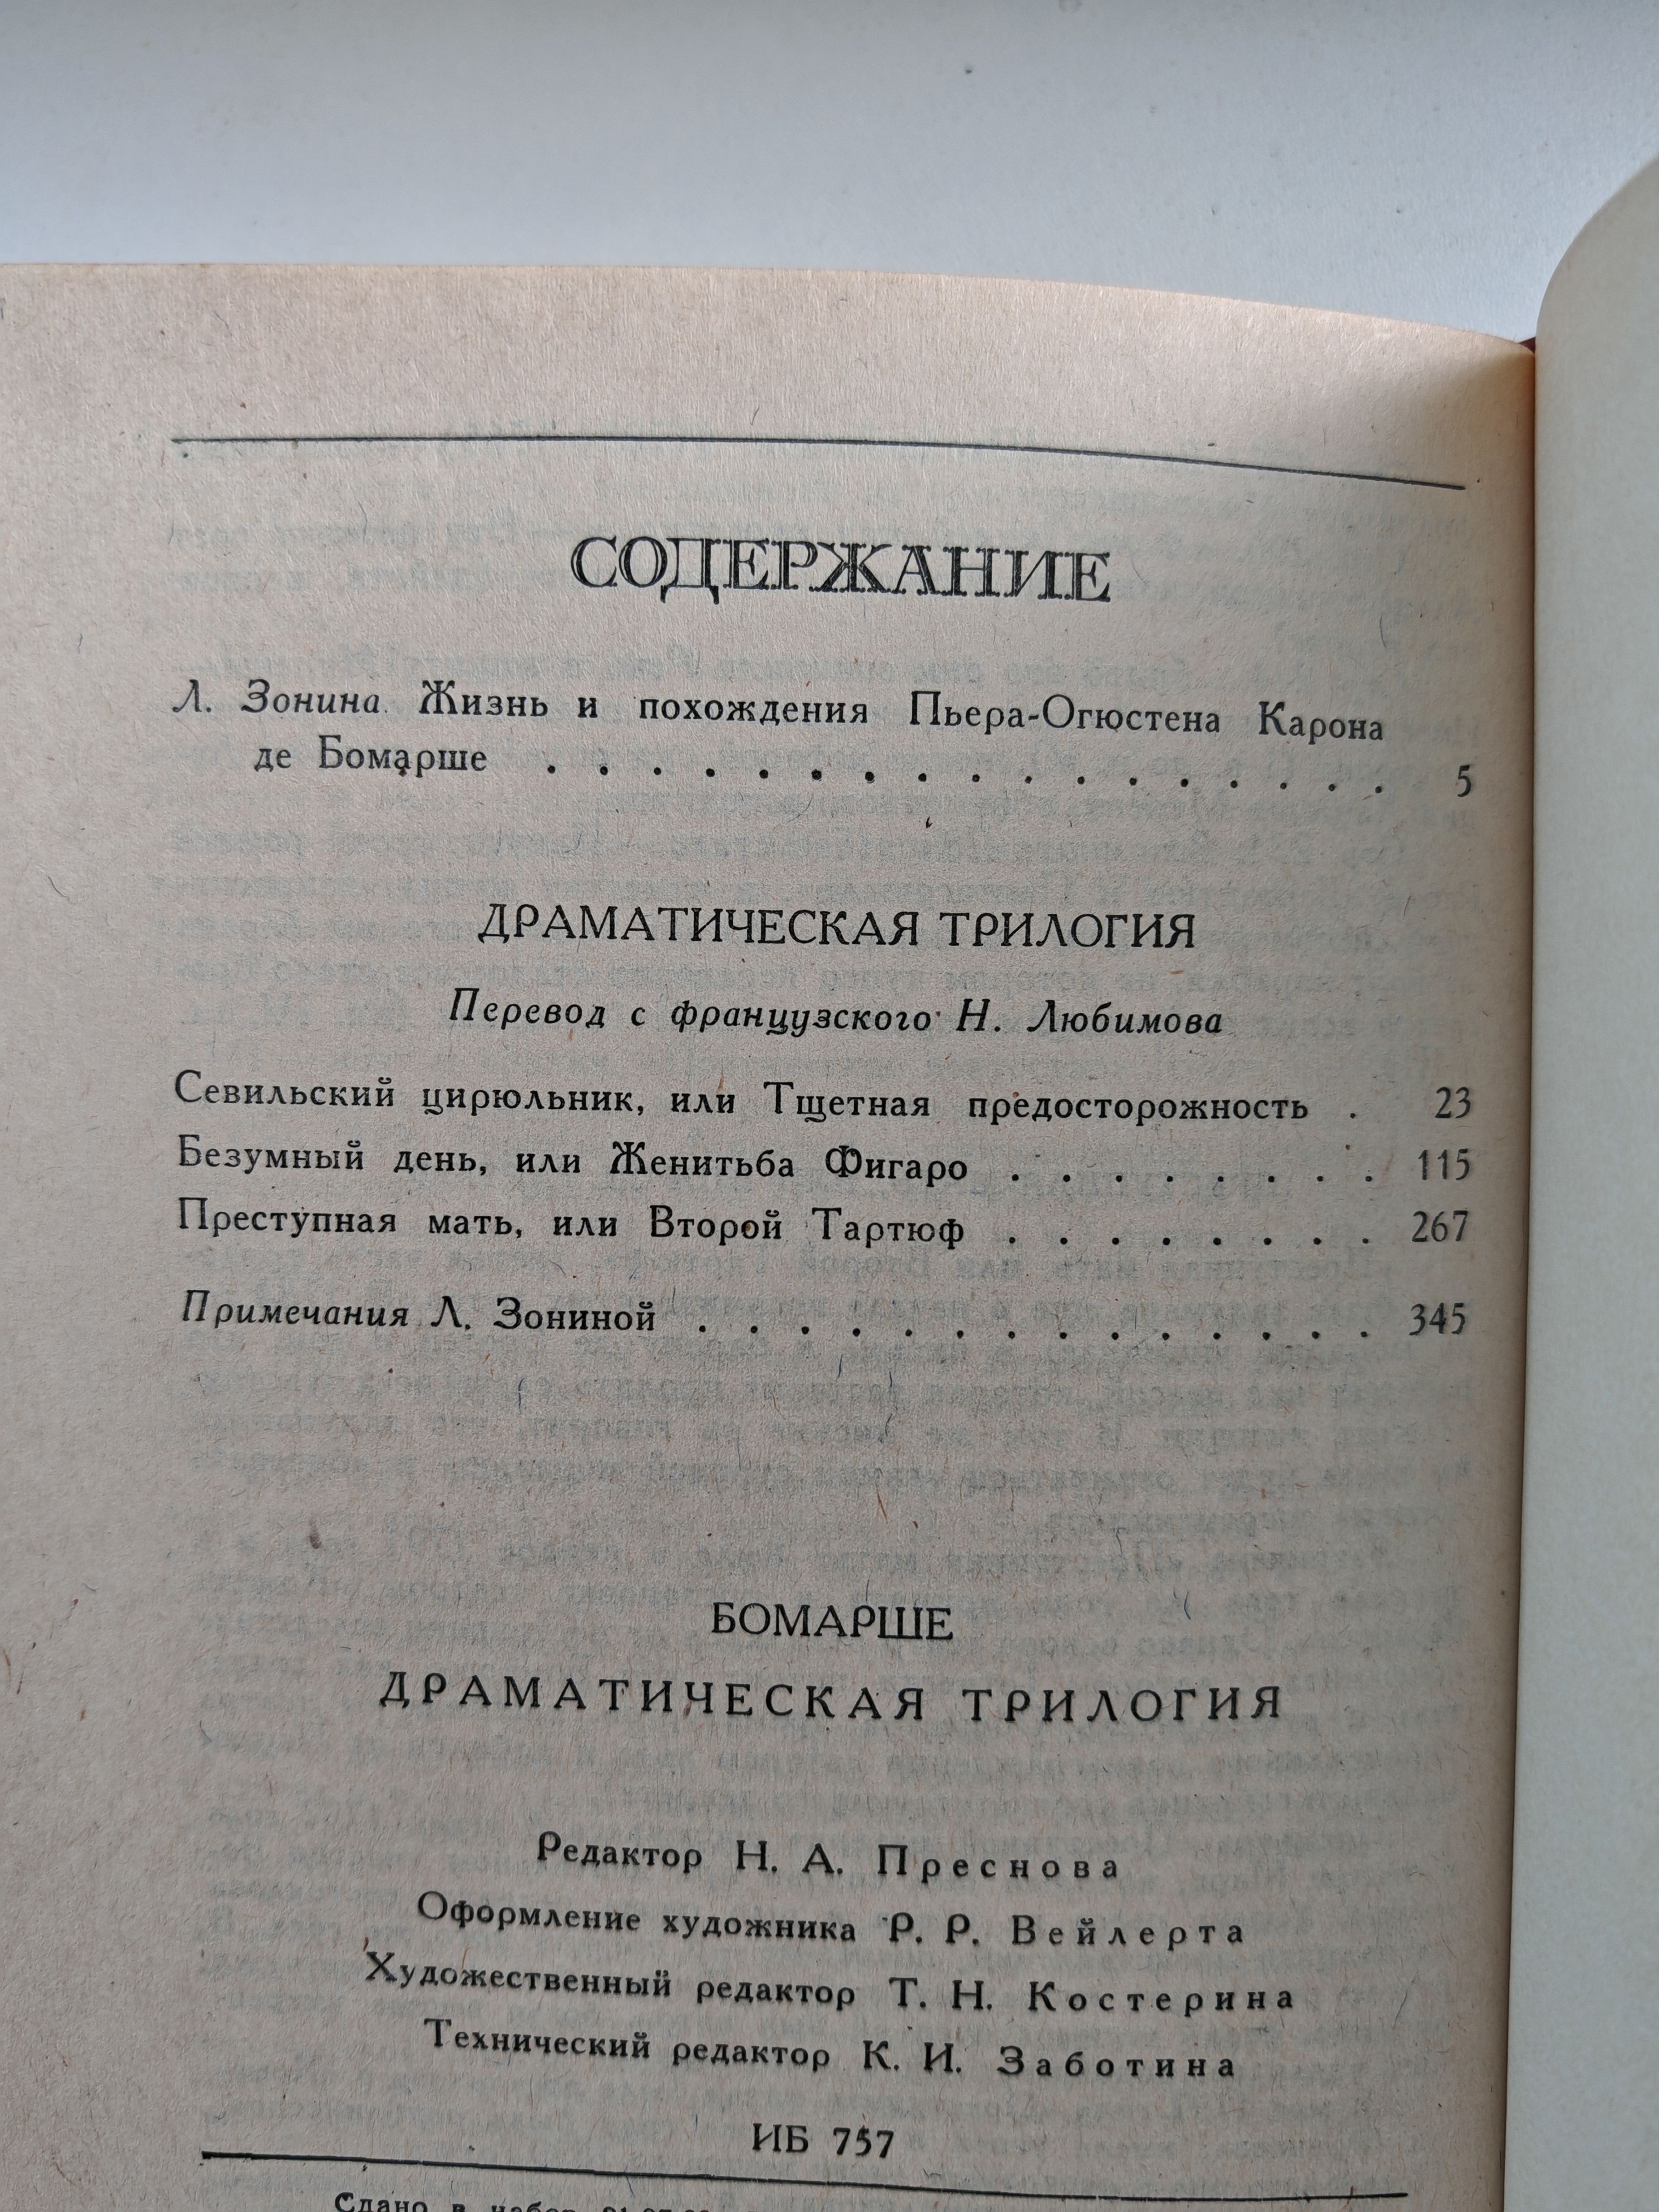 СОДЕРЖАНИЕ
Л. Зонина. Жизнь и похождения Пьера-Огюстена Карона
де Бомарше . . . . . . . . . . . . . . . . . 5
ДРАМАТИЧЕСКАЯ ТРИЛОГИЯ
Перевод с французского Н. Любимова
Севильский цирюльник, или Тщетная предосторожность . 23
Безумный день, или Женитьба Фигаро . . . . . . . . 115
Преступная мать, или Второй Тартюф . . . . . . . . 267
Примечания Л. Зониной . . . . . . . . . . . . . . 345
БОМАРШЕ
ДРАМАТИЧЕСКАЯ ТРИЛОГИЯ
Редактор Н. А. Преснова
Оформление художника Р. Р. Вейлерта
Художественный редактор Т. Н. Костерина
Технический редактор К. И. Заботина
ИБ 757
Сдано в набор